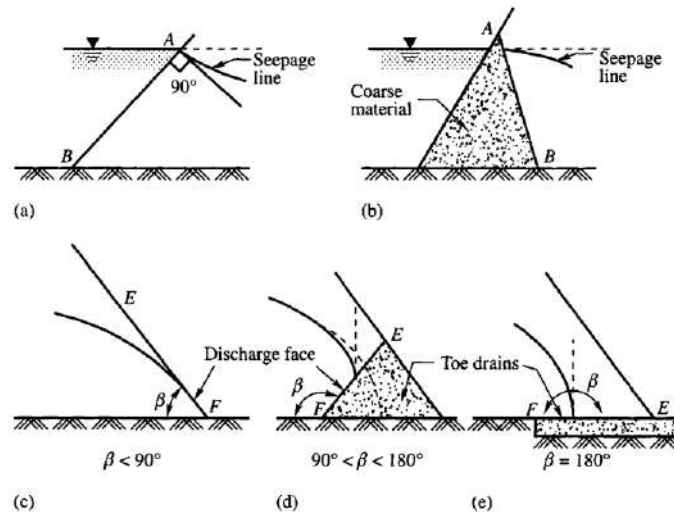 A
Seepage
line
90°
B
(a)
A
Seepage
line
Coarse
material
B
(b)
E
Discharge face
β
F
β < 90°
(c)
E
Toe drains
β
F
90° < β < 180°
(d)
β
F
E
β = 180°
(e)